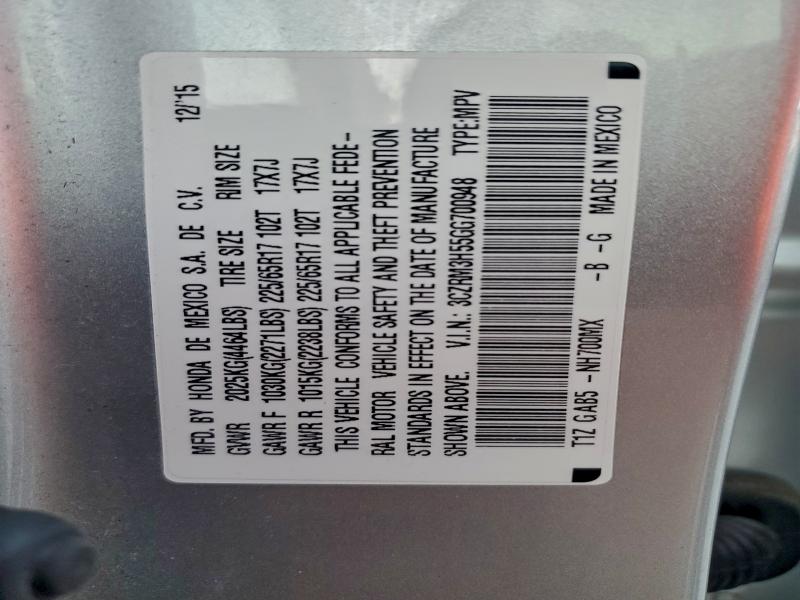 MFD. BY HONDA DE MEXICO S.A. DE C.V. 12/'15
GVWR 2025KG(4464LBS) TIRE SIZE RIM SIZE
GAWR F 1030KG(2271LBS) 225/65R17 102T 17X7J
GAWR R 1015KG(2238LBS) 225/65R17 102T 17X7J
THIS VEHICLE CONFORMS TO ALL APPLICABLE FEDE–
RAL MOTOR VEHICLE SAFETY AND THEFT PREVENTION
STANDARDS IN EFFECT ON THE DATE OF MANUFACTURE
SHOWN ABOVE. V.I.N.: 3CZRM3H55GG700948 TYPE:MPV
T1Z GAB5 –NH700MX –B –G MADE IN MEXICO